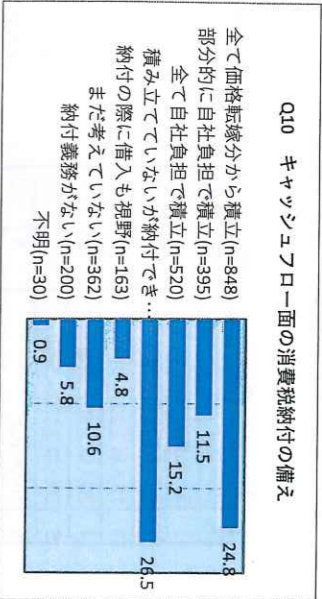 Q10 キャッシュフロー面の消費税納付の備え
全て価格転嫁分から積立(n=848)
24.8
部分的に自社負担で積立(n=395)
11.5
全て自社負担で積立(n=520)
15.2
積み立てていないが納付でき…
26.5
納付の際に借入も視野(n=163)
4.8
まだ考えていない(n=362)
10.6
納付義務がない(n=200)
5.8
不明(n=30)
0.9